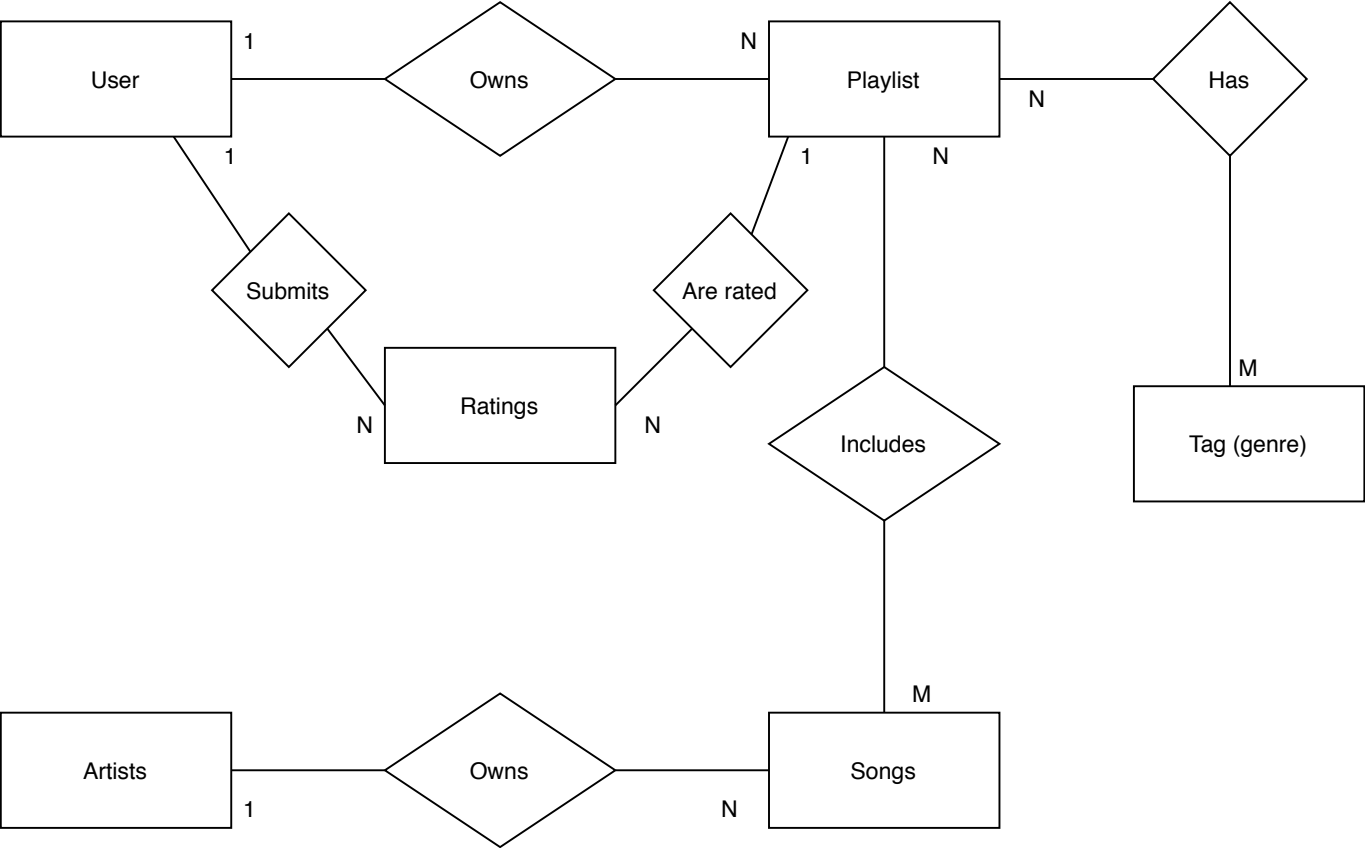 1
N
User
Owns
Playlist
Has
N
1
1
N
Submits
Are rated
M
Ratings
N
N
Includes
Tag (genre)
M
Artists
Owns
Songs
1
N